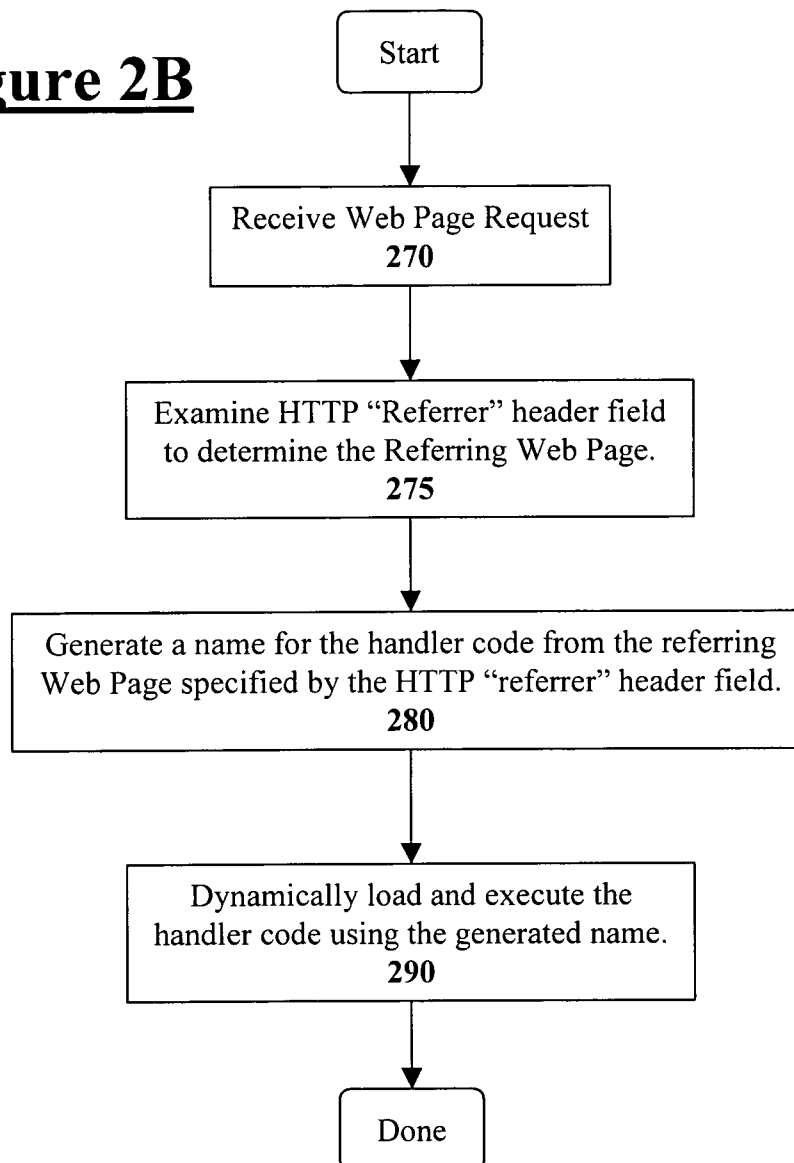 Start
gure 2B
Receive Web Page Request
270
Examine HTTP “Referrer” header field
to determine the Referring Web Page.
275
Generate a name for the handler code from the referring
Web Page specified by the HTTP “referrer” header field.
280
Dynamically load and execute the
handler code using the generated name.
290
Done